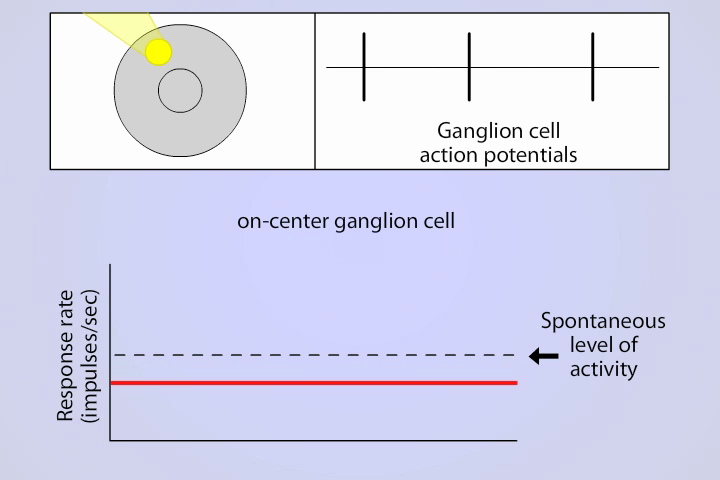 Ganglion cell
action potentials
on-center ganglion cell
Response rate
(impulses/sec)
Spontaneous
level of
activity